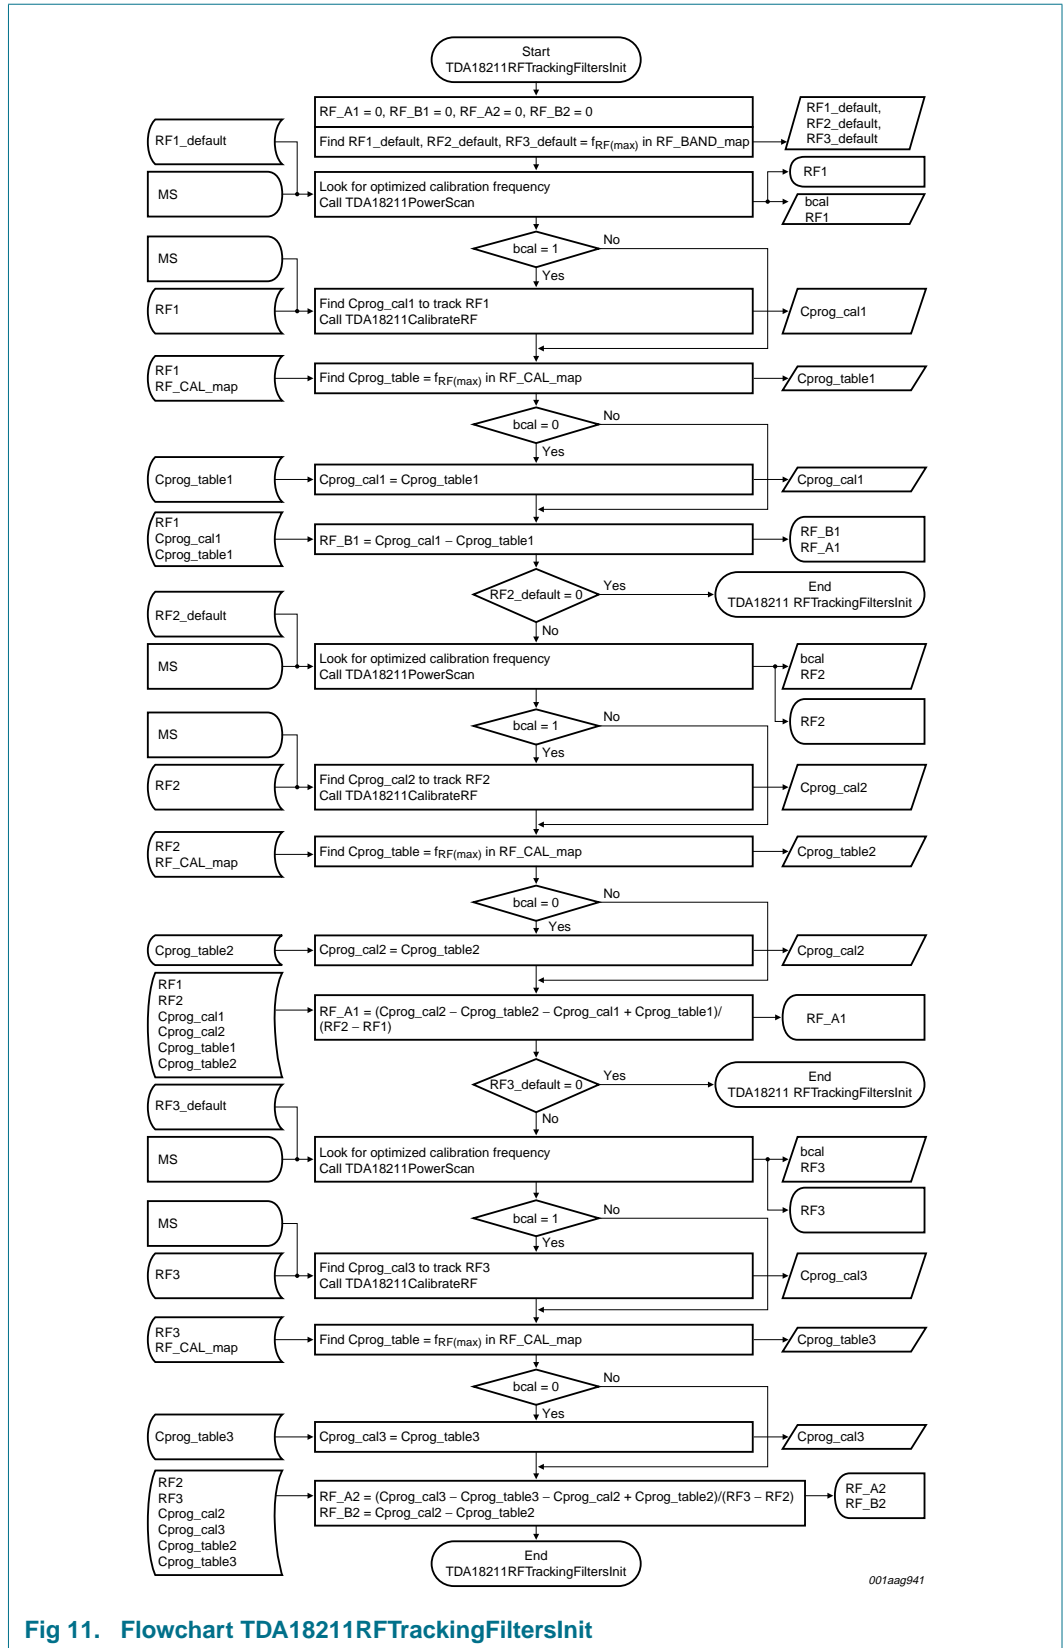 Start
TDA18211RFTrackingFiltersInit
RF_A1 = 0, RF_B1 = 0, RF_A2 = 0, RF_B2 = 0
RF1_default,
RF2_default,
RF3_default
RF1_default
Find RF1_default, RF2_default, RF3_default = fRF(max) in RF_BAND_map
RF1
MS
Look for optimized calibration frequency
Call TDA18211PowerScan
bcal
RF1
bcal = 1
No
Yes
MS
RF1
Find Cprog_cal1 to track RF1
Call TDA18211CalibrateRF
Cprog_cal1
RF1
RF_CAL_map
Find Cprog_table = fRF(max) in RF_CAL_map
Cprog_table1
bcal = 0
No
Yes
Cprog_table1
Cprog_cal1 = Cprog_table1
Cprog_cal1
RF1
Cprog_cal1
Cprog_table1
RF_B1 = Cprog_cal1 − Cprog_table1
RF_B1
RF_A1
RF2_default = 0
Yes
No
End
TDA18211 RFTrackingFiltersInit
RF2_default
MS
Look for optimized calibration frequency
Call TDA18211PowerScan
bcal
RF2
RF2
bcal = 1
No
Yes
MS
RF2
Find Cprog_cal2 to track RF2
Call TDA18211CalibrateRF
Cprog_cal2
RF2
RF_CAL_map
Find Cprog_table = fRF(max) in RF_CAL_map
Cprog_table2
bcal = 0
No
Yes
Cprog_table2
Cprog_cal2 = Cprog_table2
Cprog_cal2
RF1
RF2
Cprog_cal1
Cprog_cal2
Cprog_table1
Cprog_table2
RF_A1 = (Cprog_cal2 − Cprog_table2 − Cprog_cal1 + Cprog_table1)/
(RF2 − RF1)
RF_A1
RF3_default = 0
Yes
No
End
TDA18211 RFTrackingFiltersInit
RF3_default
MS
Look for optimized calibration frequency
Call TDA18211PowerScan
bcal
RF3
RF3
bcal = 1
No
Yes
MS
RF3
Find Cprog_cal3 to track RF3
Call TDA18211CalibrateRF
Cprog_cal3
RF3
RF_CAL_map
Find Cprog_table = fRF(max) in RF_CAL_map
Cprog_table3
bcal = 0
No
Yes
Cprog_table3
Cprog_cal3 = Cprog_table3
Cprog_cal3
RF2
RF3
Cprog_cal2
Cprog_cal3
Cprog_table2
Cprog_table3
RF_A2 = (Cprog_cal3 − Cprog_table3 − Cprog_cal2 + Cprog_table2)/(RF3 − RF2)
RF_B2 = Cprog_cal2 − Cprog_table2
RF_A2
RF_B2
End
TDA18211RFTrackingFiltersInit
001aag941
Fig 11. Flowchart TDA18211RFTrackingFiltersInit